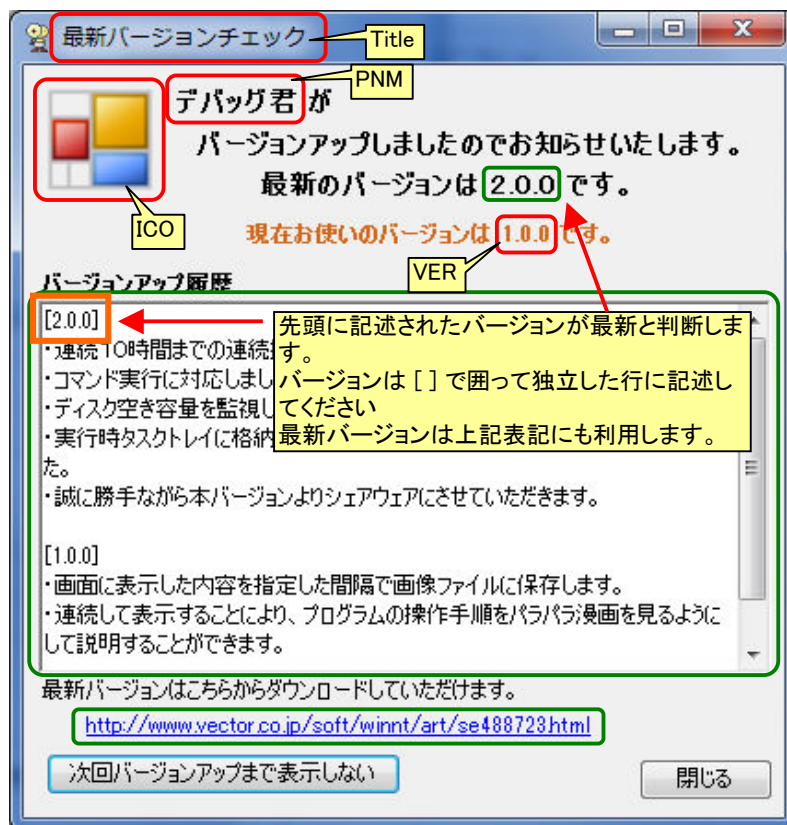 最新バージョンチェック
Title
PNM
デバッグ君 が
バージョンアップしましたのでお知らせいたします。
最新のバージョンは 2.0.0 です。
ICO
現在お使いのバージョンは 1.0.0 です。
VER
バージョンアップ履歴
[2.0.0]
先頭に記述されたバージョンが最新と判断しま
す。
バージョンは [ ] で囲って独立した行に記述し
てください
最新バージョンは上記表記にも利用します。
・連続10時間までの連続
・コマンド実行に対応しまし
・ディスク空き容量を監視し
・実行時タスクトレイに格納
た。
・誠に勝手ながら本バージョンよりシェアウェアにさせていただきます。
[1.0.0]
・画面に表示した内容を指定した間隔で画像ファイルに保存します。
・連続して表示することにより、プログラムの操作手順をパラパラ漫画を見るように
して説明することができます。
最新バージョンはこちらからダウンロードしていただけます。
http://www.vector.co.jp/soft/winnt/art/se488723.html
次回バージョンアップまで表示しない
閉じる